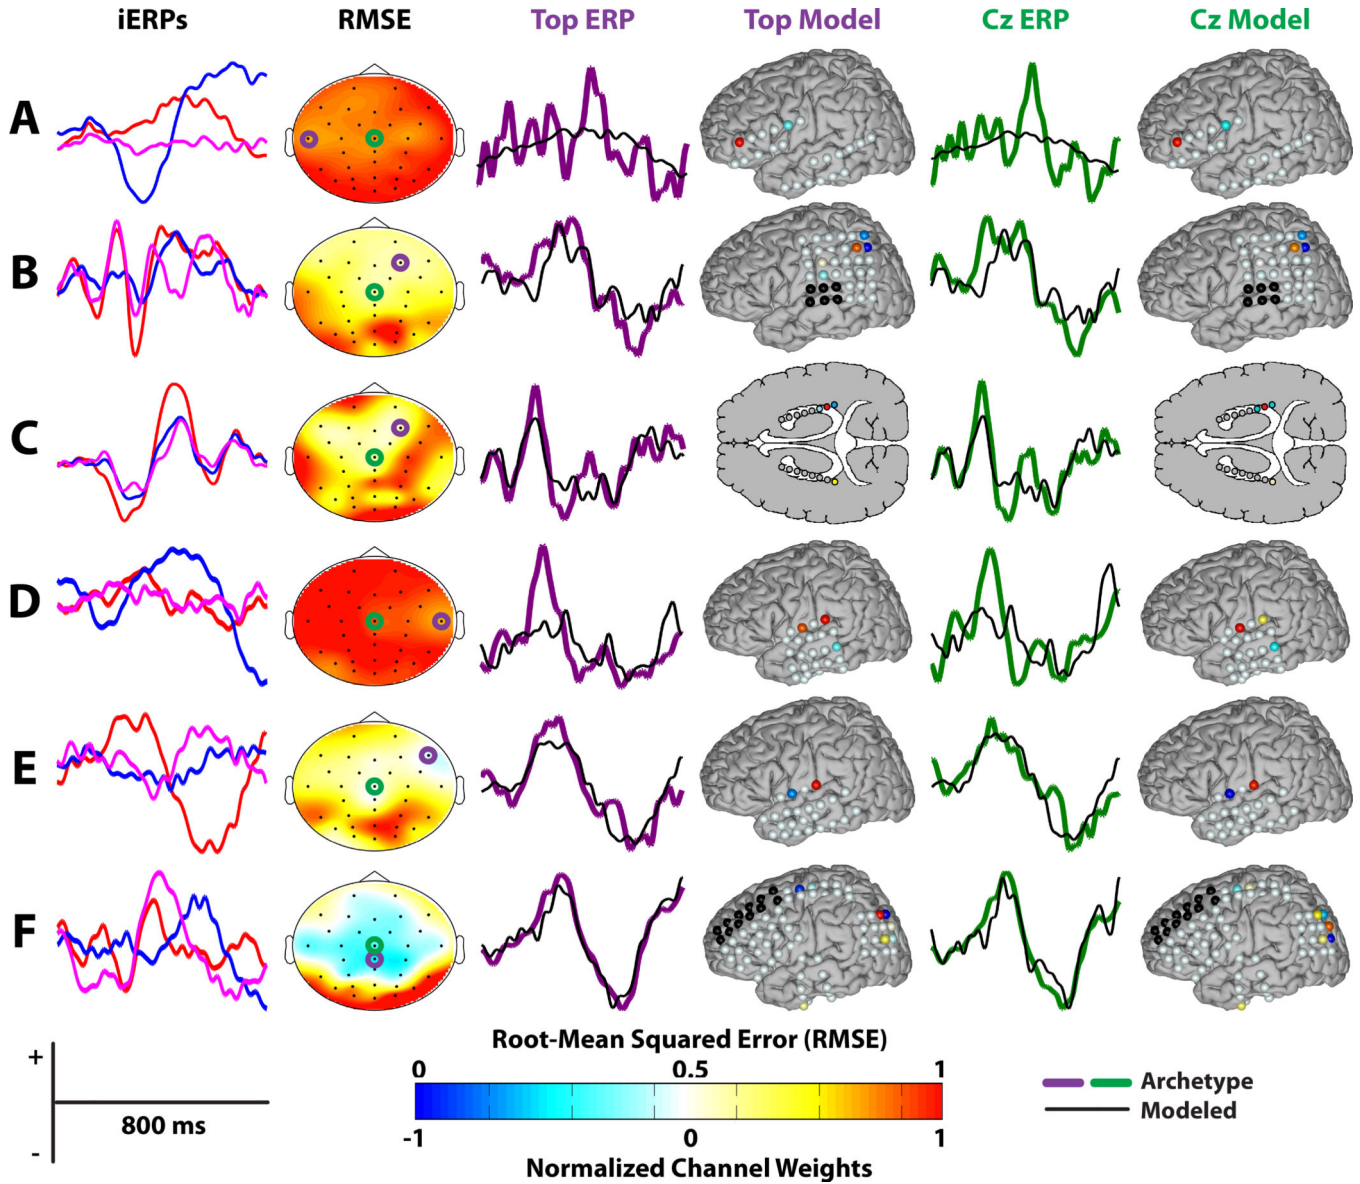 iERPs RMSE Top ERP Top Model Cz ERP Cz Model
A
B
C
D
E
F
+
-
800 ms
Root-Mean Squared Error (RMSE)
0 0.5 1
-1 0 1
Normalized Channel Weights
Archetype
Modeled